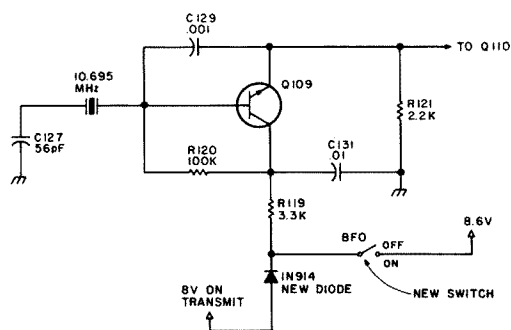 C129
.001
TO Q110
10.695
MHz
Q109
C127
56pF
R121
2.2K
R120
100K
C131
.01
R119
3.3K
8.6V
BFO
OFF
ON
1N914
NEW DIODE
8V ON
TRANSMIT
NEW SWITCH